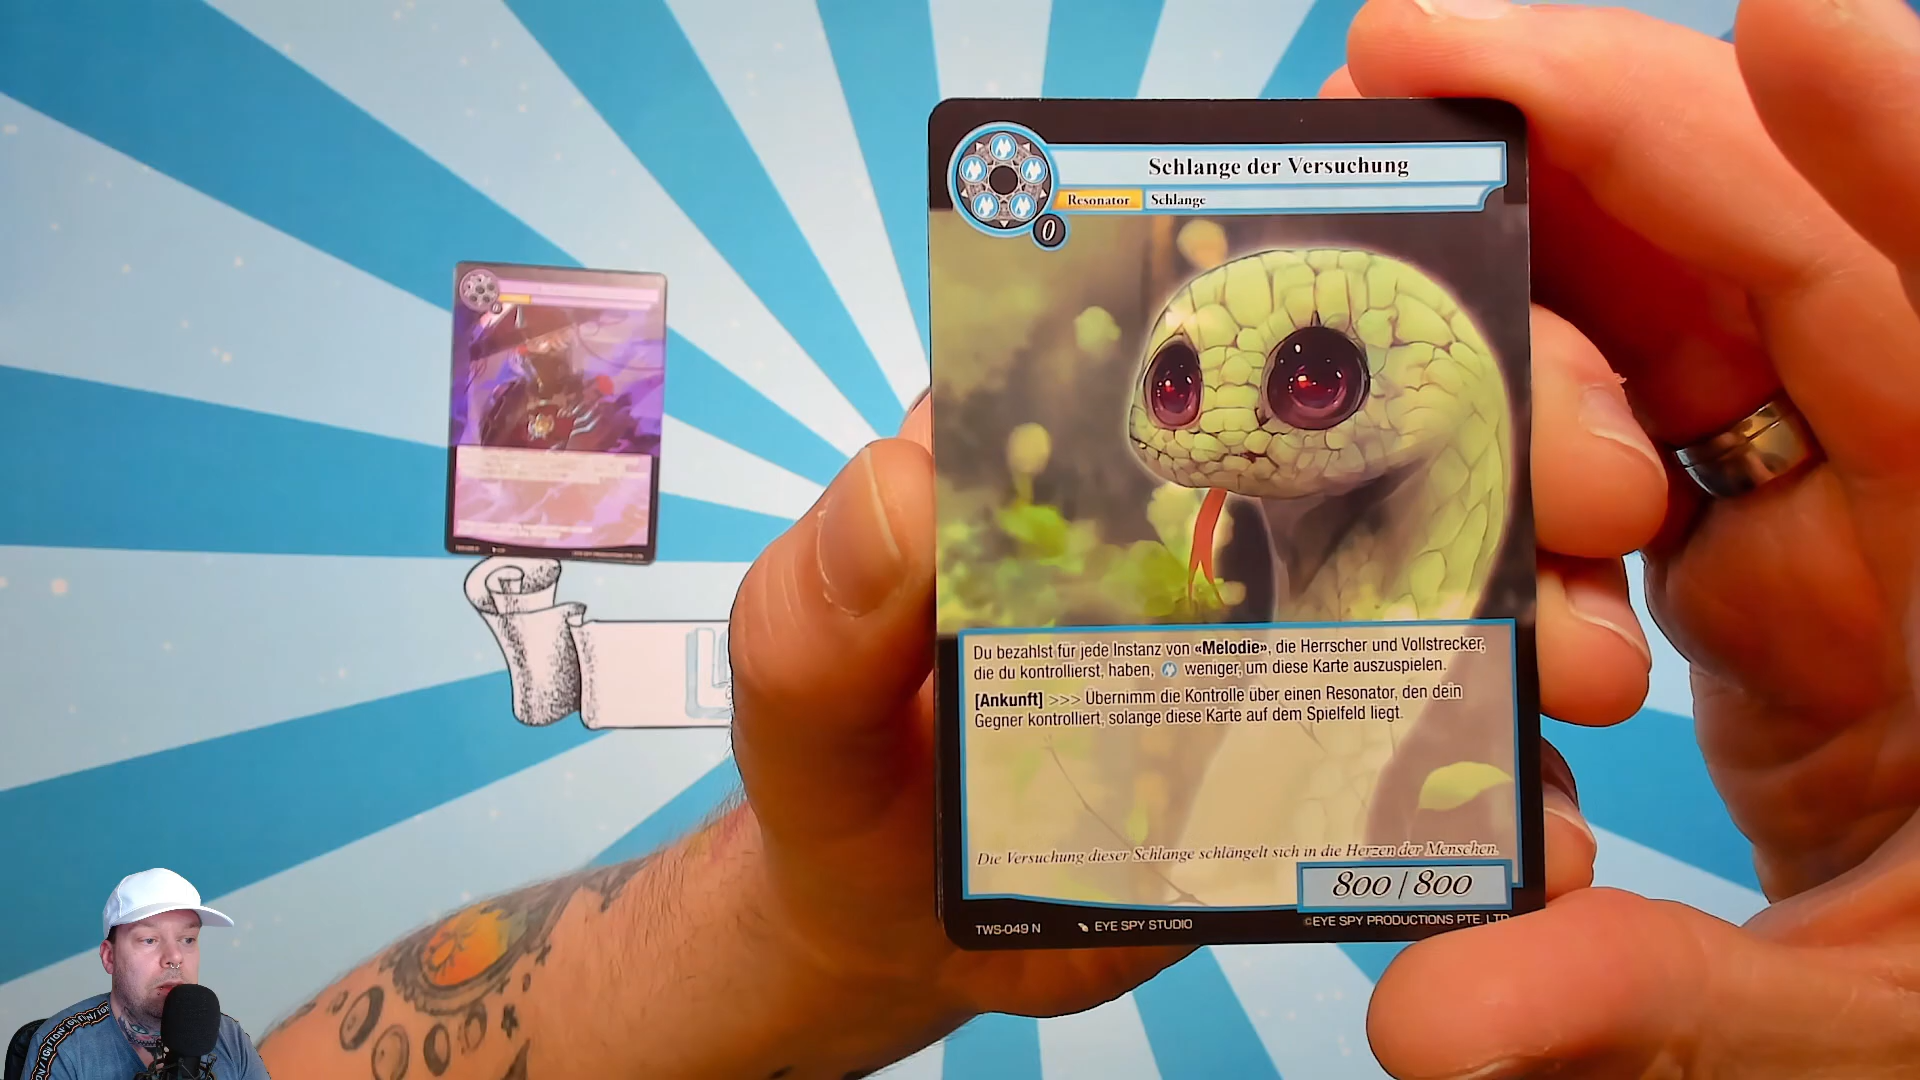 Schlange der Versuchung
Resonator Schlange
0
Du bezahlst für jede Instanz von «Melodie», die Herrscher und Vollstrecker,
die du kontrollierst, haben, weniger, um diese Karte auszuspielen.
[Ankunft] >>> Übernimm die Kontrolle über einen Resonator, den dein
Gegner kontrolliert, solange diese Karte auf dem Spielfeld liegt.
Die Versuchung dieser Schlange schlängelt sich in die Herzen der Menschen.
800 / 800
TWS-049 N EYE SPY STUDIO ©EYE SPY PRODUCTIONS PTE. LTD